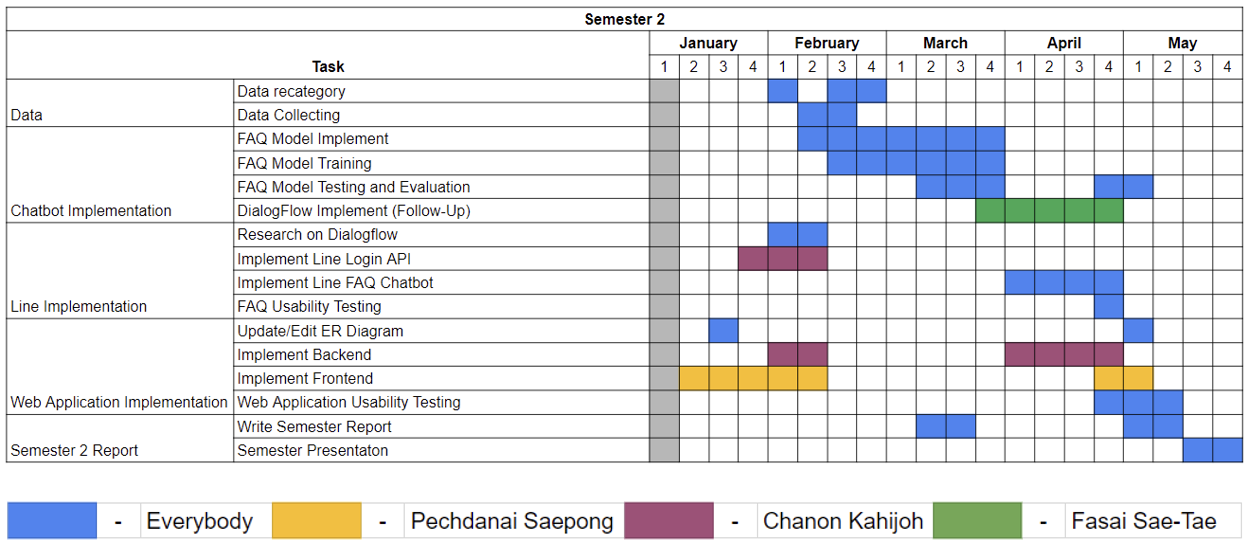 Semester 2
January February March April May
Task 1 2 3 4 1 2 3 4 1 2 3 4 1 2 3 4 1 2 3 4
Data recategory
Data Data Collecting
FAQ Model Implement
FAQ Model Training
FAQ Model Testing and Evaluation
Chatbot Implementation DialogFlow Implement (Follow-Up)
Research on Dialogflow
Implement Line Login API
Implement Line FAQ Chatbot
Line Implementation FAQ Usability Testing
Update/Edit ER Diagram
Implement Backend
Implement Frontend
Web Application Implementation Web Application Usability Testing
Write Semester Report
Semester 2 Report Semester Presentaton
- Everybody - Pechdanai Saepong - Chanon Kahijoh - Fasai Sae-Tae